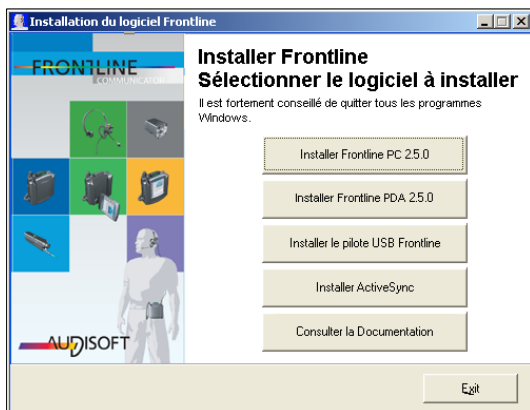 Installation du logiciel Frontline
FRONTLINE
COMMUNICATOR
Installer Frontline
Sélectionner le logiciel à installer
Il est fortement conseillé de quitter tous les programmes
Windows.
Installer Frontline PC 2.5.0
Installer Frontline PDA 2.5.0
Installer le pilote USB Frontline
Installer ActiveSync
Consulter la Documentation
AUDISOFT
Exit